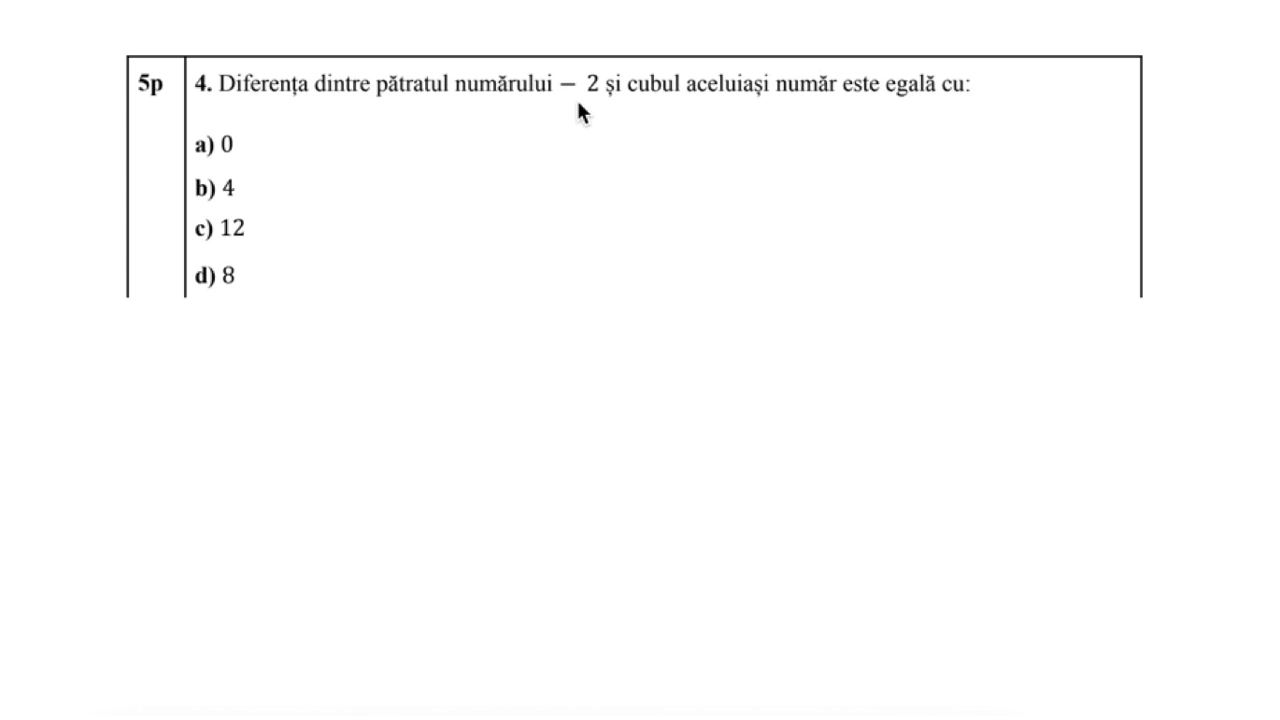 5p 4. Diferența dintre pătratul numărului − 2 și cubul aceluiași număr este egală cu:
a) 0
b) 4
c) 12
d) 8